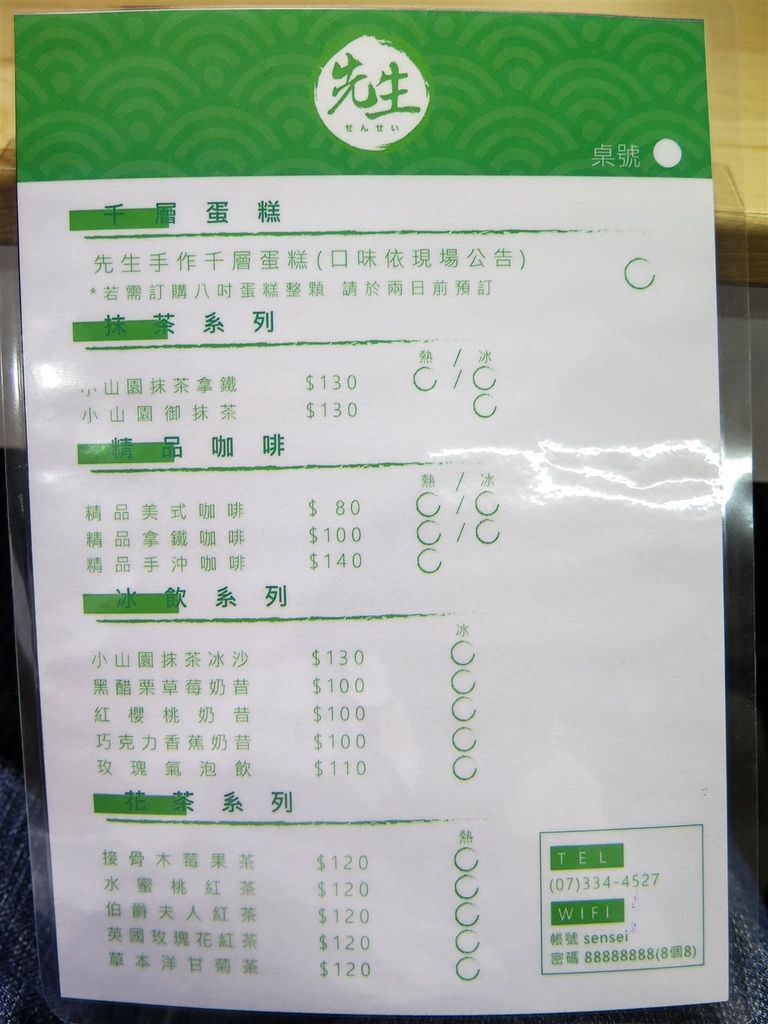 先生
せんせい
桌號
千層蛋糕
先生手作千層蛋糕(口味依現場公告)
*若需訂購八吋蛋糕整顆 請於兩日前預訂
抹茶系列
熱 / 冰
小山園抹茶拿鐵 $130 /
小山園御抹茶 $130
精品咖啡
熱 / 冰
精品美式咖啡 $ 80 /
精品拿鐵咖啡 $100 /
精品手沖咖啡 $140
冰飲系列
冰
小山園抹茶冰沙 $130
黑醋栗草莓奶昔 $100
紅櫻桃奶昔 $100
巧克力香蕉奶昔 $100
玫瑰氣泡飲 $110
花茶系列
熱
接骨木莓果茶 $120
水蜜桃紅茶 $120
伯爵夫人紅茶 $120
英國玫瑰花紅茶 $120
草本洋甘菊茶 $120
TEL
(07)334-4527
WIFI
帳號 sensei
密碼 88888888(8個8)